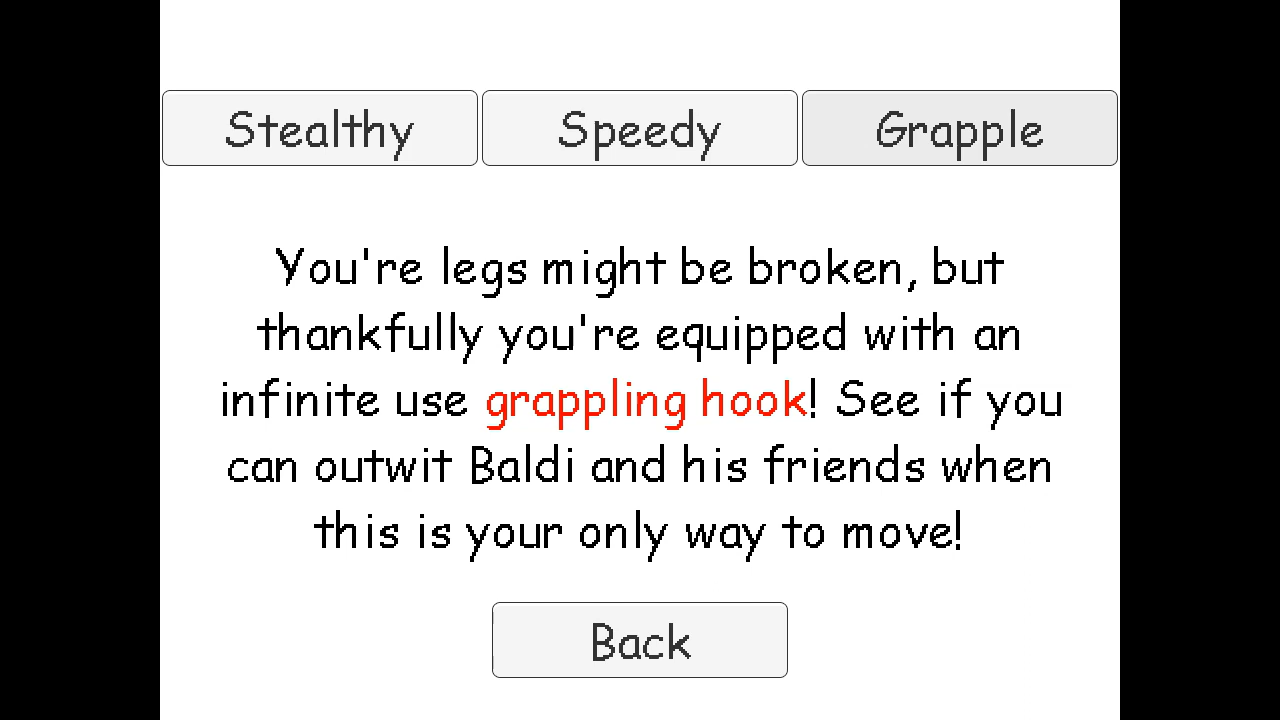 Stealthy Speedy Grapple
You're legs might be broken, but
thankfully you're equipped with an
infinite use grappling hook! See if you
can outwit Baldi and his friends when
this is your only way to move!
Back